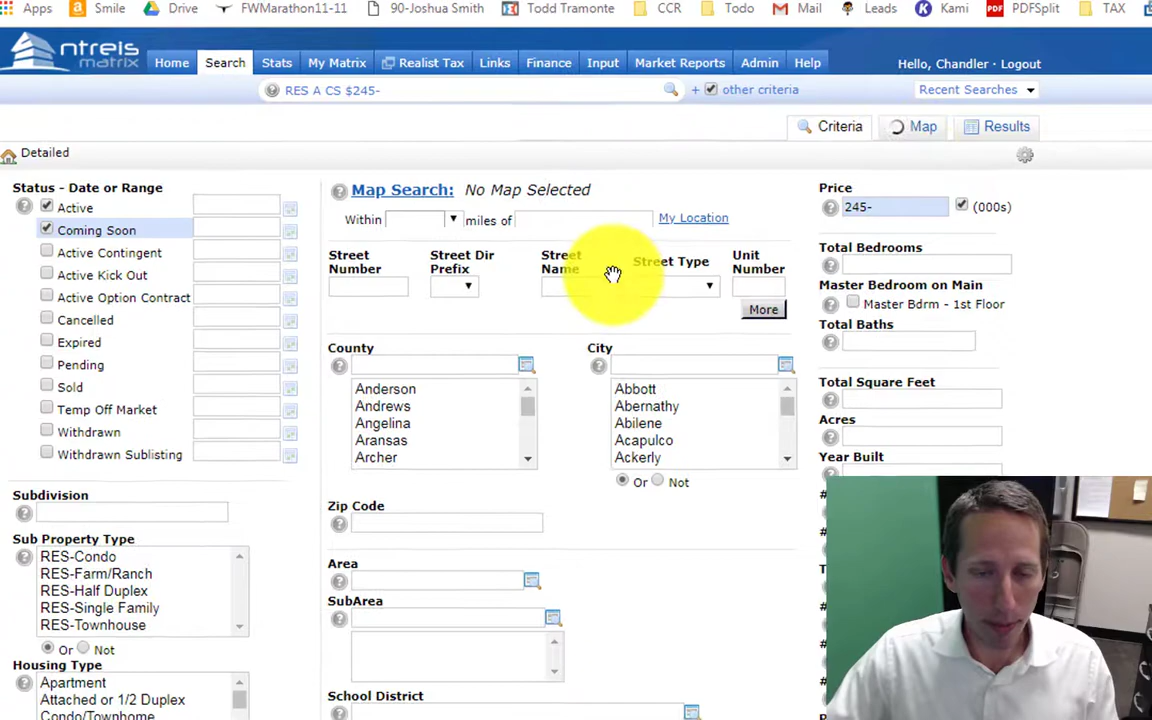 Apps Smile Drive FWMarathon11-11 90-Joshua Smith Todd Tramonte CCR Todo Mail Leads Kami PDFSplit TAX
ntreis
matrix
Home Search Stats My Matrix Realist Tax Links Finance Input Market Reports Admin Help
Hello, Chandler · Logout
RES A CS $245-
+ other criteria
Recent Searches
Criteria Map Results
Detailed
Status - Date or Range
Active
Coming Soon
Active Contingent
Active Kick Out
Active Option Contract
Cancelled
Expired
Pending
Sold
Temp Off Market
Withdrawn
Withdrawn Sublisting
Subdivision
Sub Property Type
RES-Condo
RES-Farm/Ranch
RES-Half Duplex
RES-Single Family
RES-Townhouse
Or Not
Housing Type
Apartment
Attached or 1/2 Duplex
Condo/Townhome
Map Search: No Map Selected
Within miles of My Location
Street Number
Street Dir Prefix
Street Name
Street Type
Unit Number
More
County
Anderson
Andrews
Angelina
Aransas
Archer
City
Abbott
Abernathy
Abilene
Acapulco
Ackerly
Or Not
Zip Code
Area
SubArea
School District
Price
245- (000s)
Total Bedrooms
Master Bedroom on Main
Master Bdrm - 1st Floor
Total Baths
Total Square Feet
Acres
Year Built